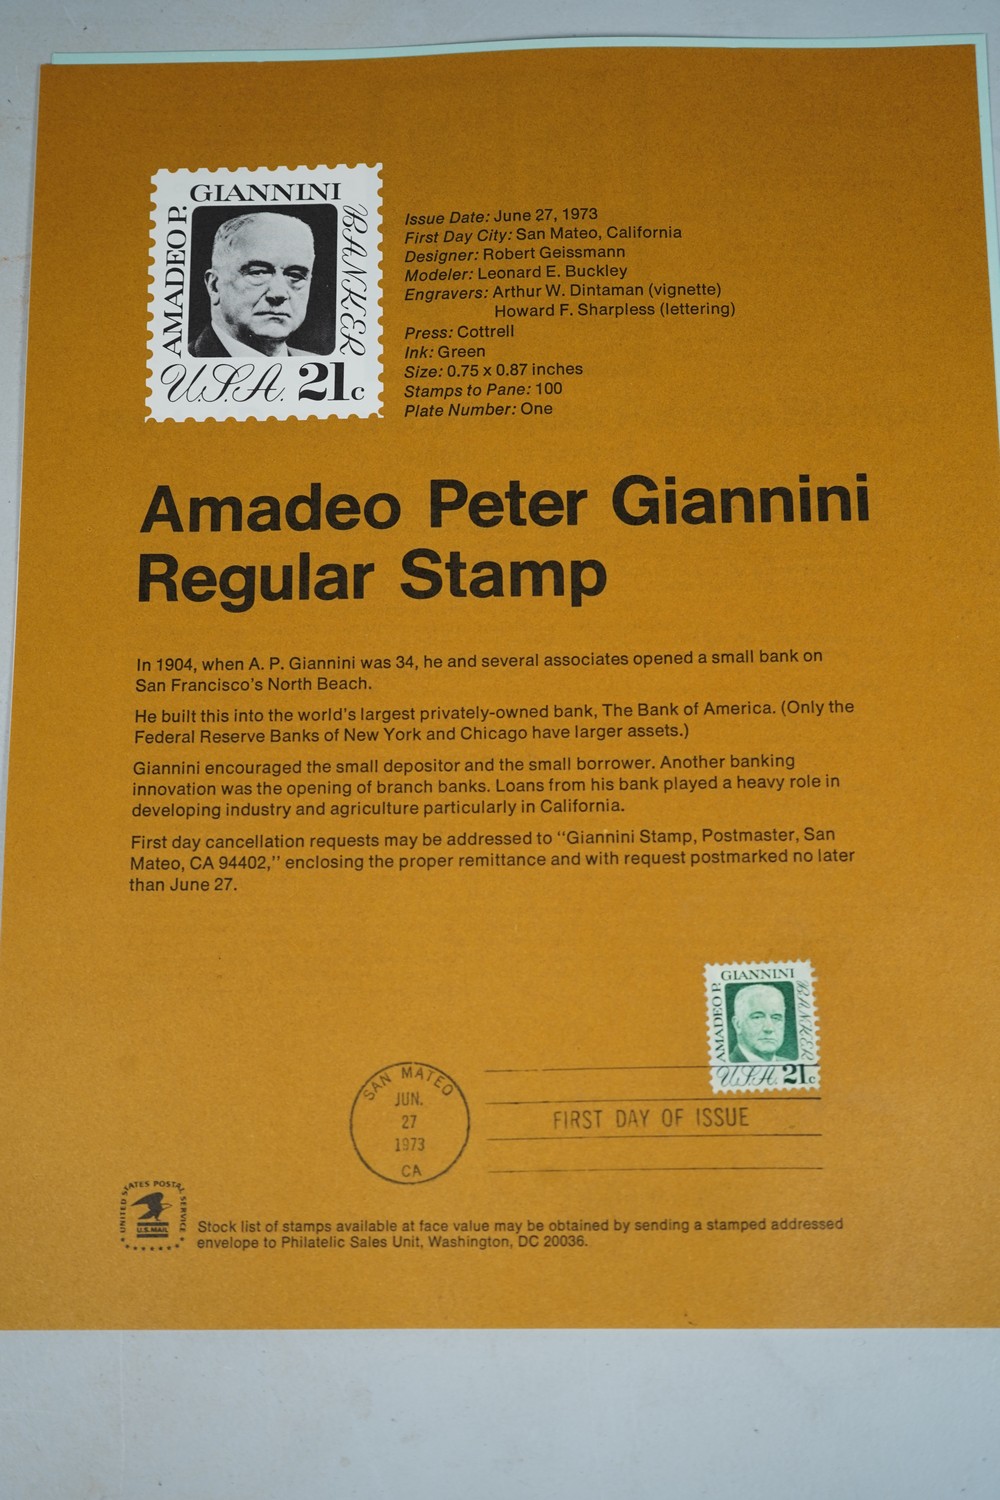 GIANNINI
AMADEO P.
BANKER
U.S.A. 21c
Issue Date: June 27, 1973
First Day City: San Mateo, California
Designer: Robert Geissmann
Modeler: Leonard E. Buckley
Engravers: Arthur W. Dintaman (vignette)
Howard F. Sharpless (lettering)
Press: Cottrell
Ink: Green
Size: 0.75 x 0.87 inches
Stamps to Pane: 100
Plate Number: One
Amadeo Peter Giannini
Regular Stamp
In 1904, when A. P. Giannini was 34, he and several associates opened a small bank on
San Francisco's North Beach.
He built this into the world's largest privately-owned bank, The Bank of America. (Only the
Federal Reserve Banks of New York and Chicago have larger assets.)
Giannini encouraged the small depositor and the small borrower. Another banking
innovation was the opening of branch banks. Loans from his bank played a heavy role in
developing industry and agriculture particularly in California.
First day cancellation requests may be addressed to "Giannini Stamp, Postmaster, San
Mateo, CA 94402," enclosing the proper remittance and with request postmarked no later
than June 27.
GIANNINI
AMADEO P.
BANKER
U.S.A. 21c
SAN MATEO
JUN.
27
1973
CA
FIRST DAY OF ISSUE
UNITED STATES POSTAL SERVICE
U.S. MAIL
Stock list of stamps available at face value may be obtained by sending a stamped addressed
envelope to Philatelic Sales Unit, Washington, DC 20036.